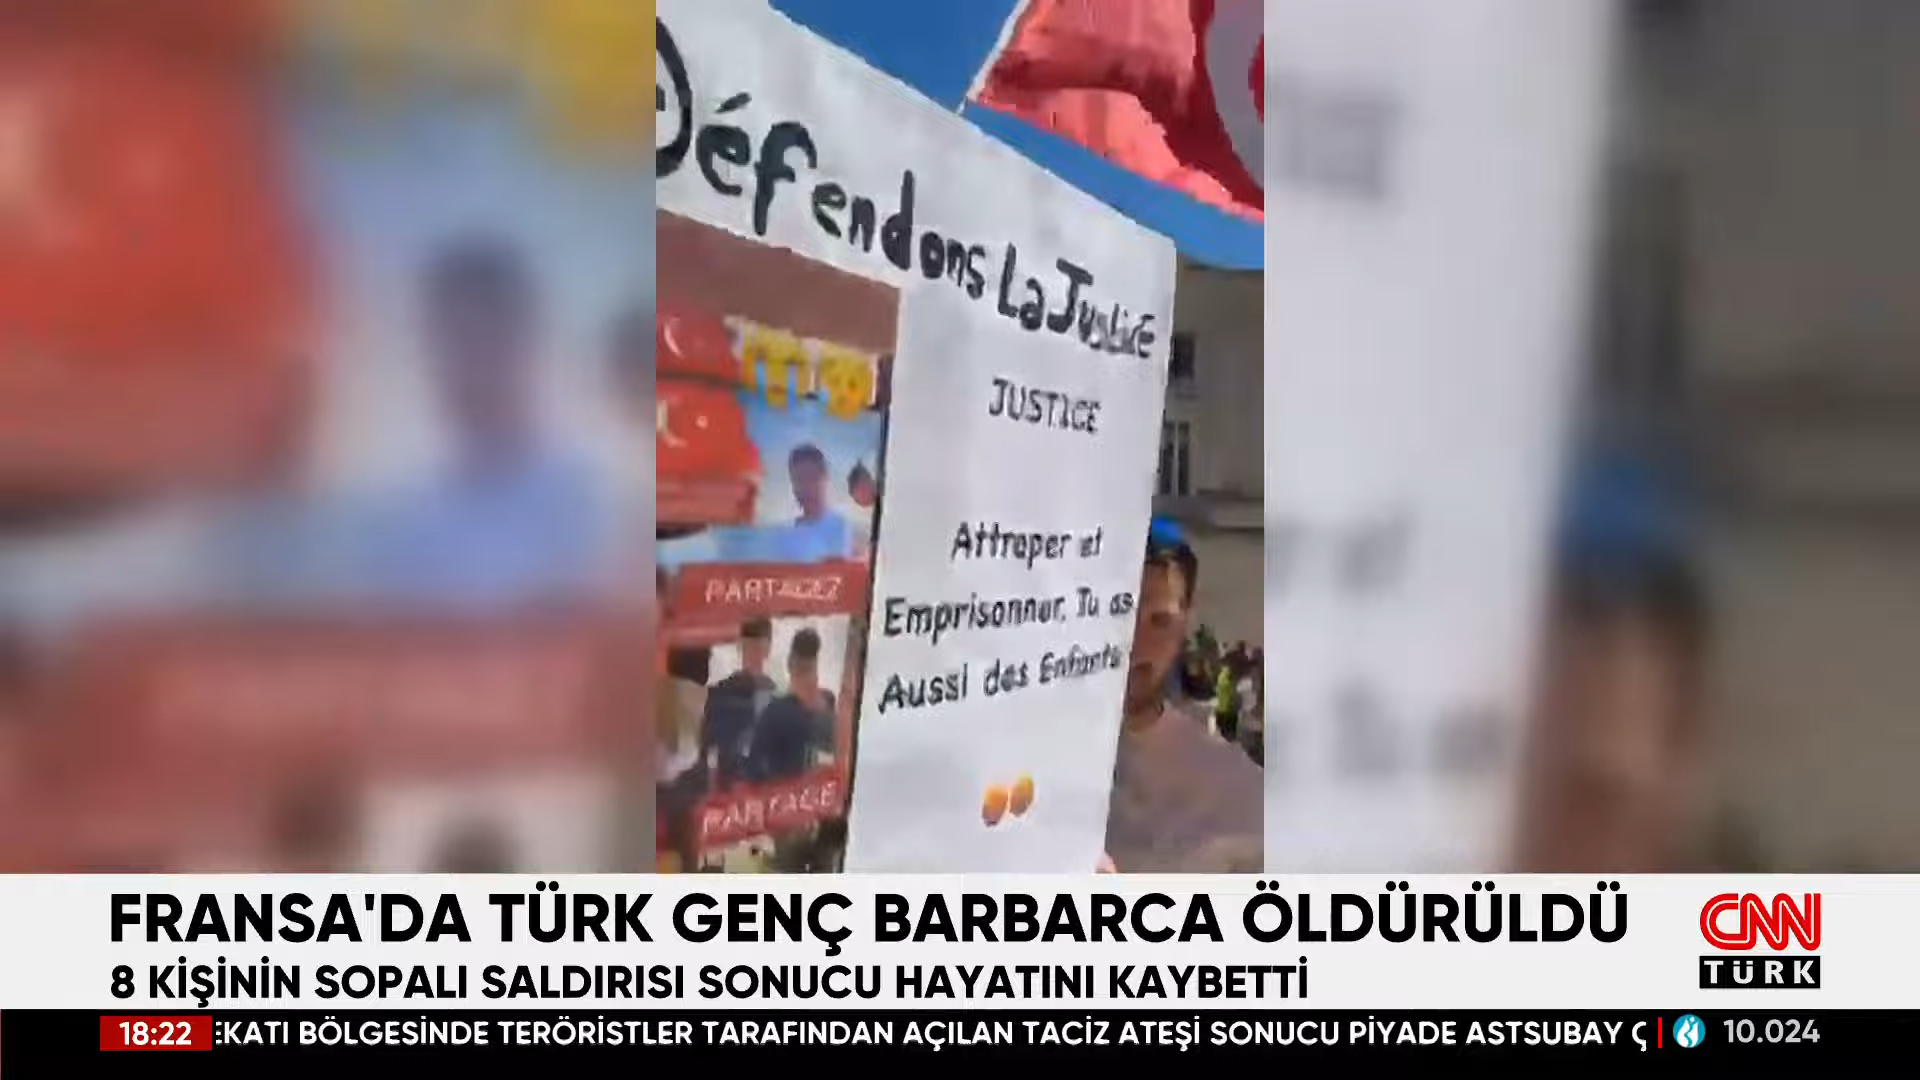 Défendons La Justice
JUSTICE
Attraper et
Emprisonner, Tu as
Aussi des Enfants
PARTAGEZ
PARTAGE
FRANSA'DA TÜRK GENÇ BARBARCA ÖLDÜRÜLDÜ
8 KİŞİNİN SOPALI SALDIRISI SONUCU HAYATINI KAYBETTİ
CNN
TÜRK
18:22 EKATI BÖLGESİNDE TERÖRİSTLER TARAFINDAN AÇILAN TACİZ ATEŞİ SONUCU PİYADE ASTSUBAY Ç 10.024